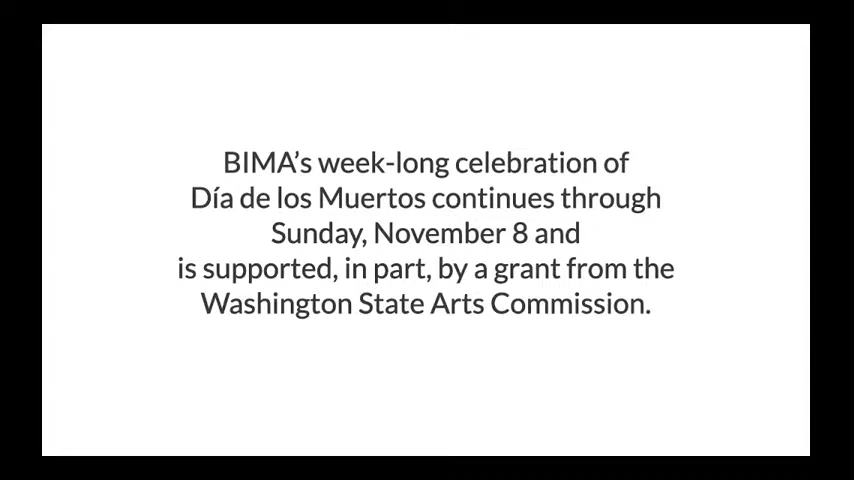 BIMA’s week-long celebration of
Día de los Muertos continues through
Sunday, November 8 and
is supported, in part, by a grant from the
Washington State Arts Commission.